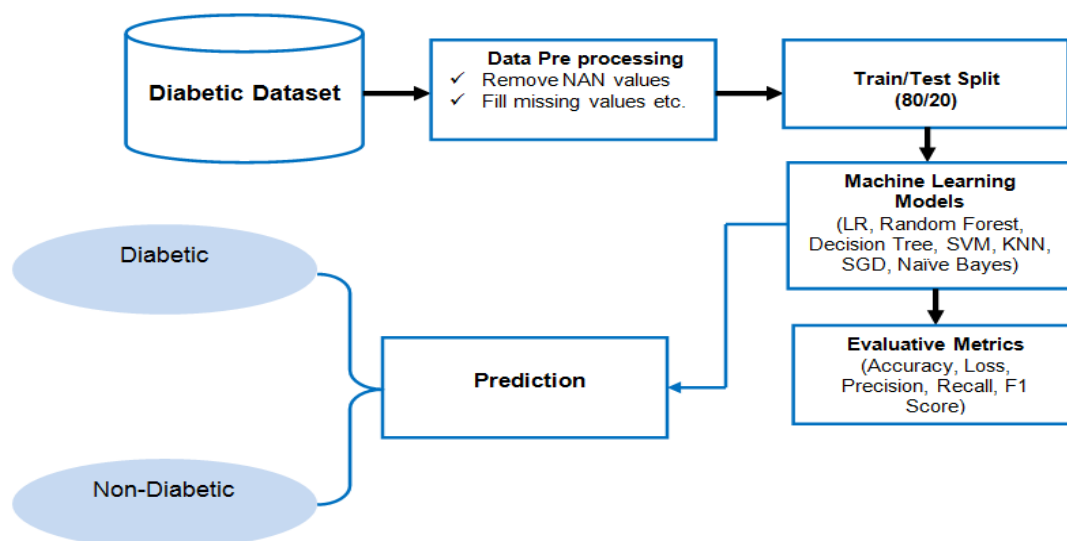 Diabetic Dataset
Data Pre processing
✓ Remove NAN values
✓ Fill missing values etc.
Train/Test Split
(80/20)
Machine Learning
Models
(LR, Random Forest,
Decision Tree, SVM, KNN,
SGD, Naïve Bayes)
Evaluative Metrics
(Accuracy, Loss,
Precision, Recall, F1
Score)
Prediction
Diabetic
Non-Diabetic